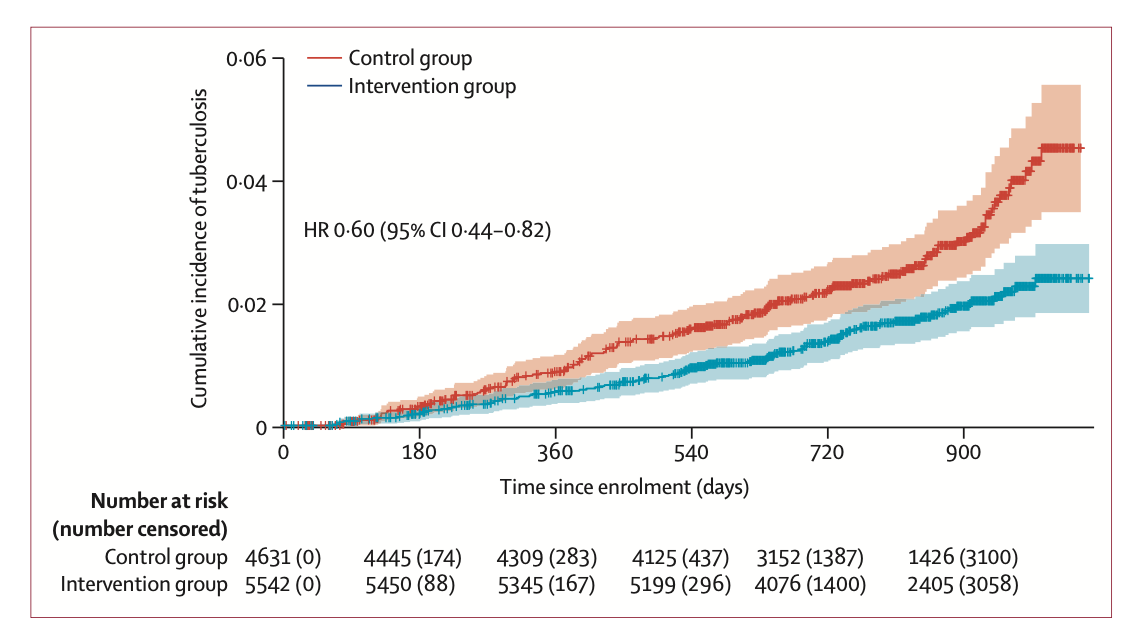 0·06
0·04
0·02
0
Cumulative incidence of tuberculosis
Control group
Intervention group
HR 0·60 (95% CI 0·44–0·82)
0 180 360 540 720 900
Time since enrolment (days)
Number at risk
(number censored)
Control group 4631 (0) 4445 (174) 4309 (283) 4125 (437) 3152 (1387) 1426 (3100)
Intervention group 5542 (0) 5450 (88) 5345 (167) 5199 (296) 4076 (1400) 2405 (3058)